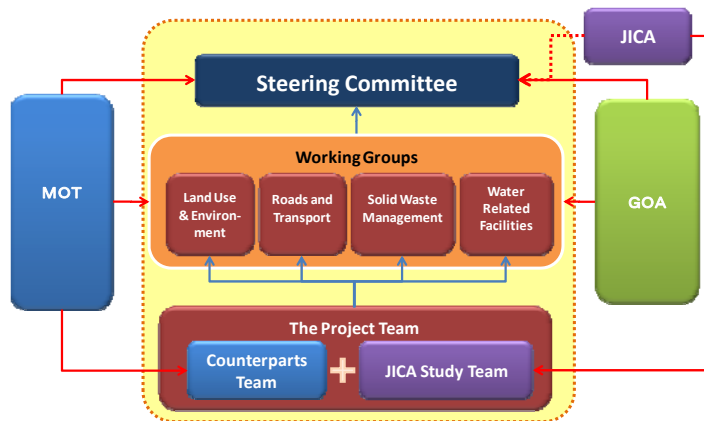 JICA
Steering Committee
MOT
Working Groups
Land Use
& Environ-
ment
Roads and
Transport
Solid Waste
Management
Water
Related
Facilities
GOA
The Project Team
Counterparts
Team
JICA Study Team